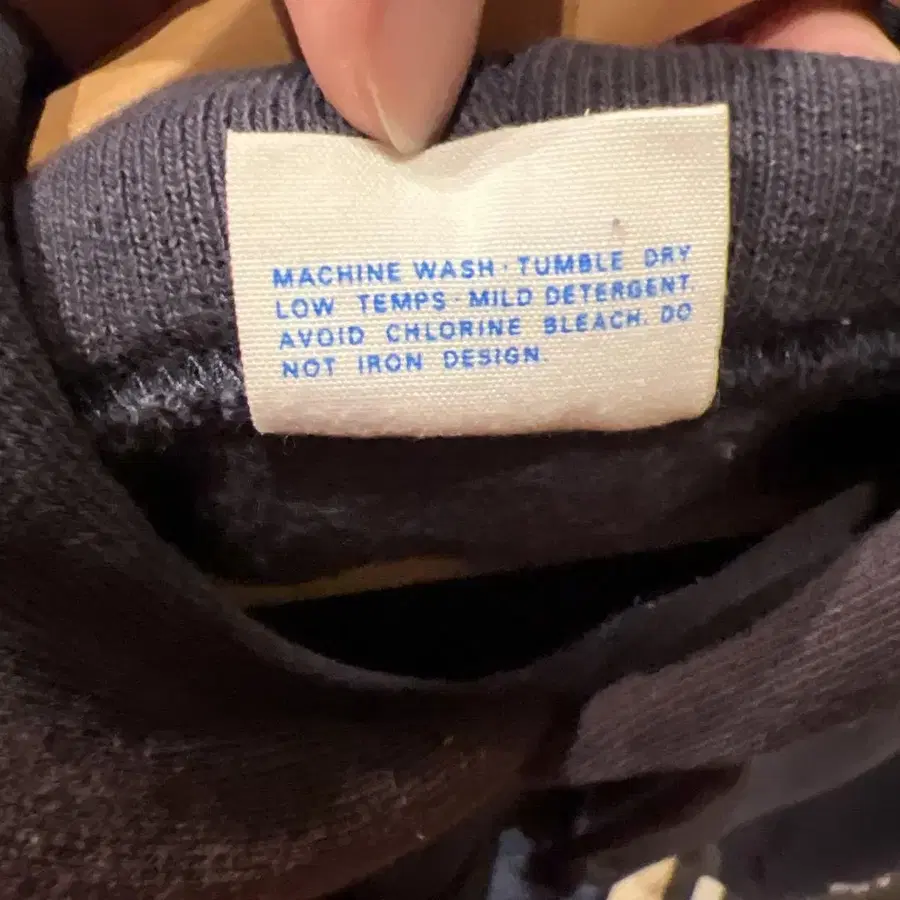 MACHINE WASH · TUMBLE DRY
LOW TEMPS · MILD DETERGENT.
AVOID CHLORINE BLEACH. DO
NOT IRON DESIGN.